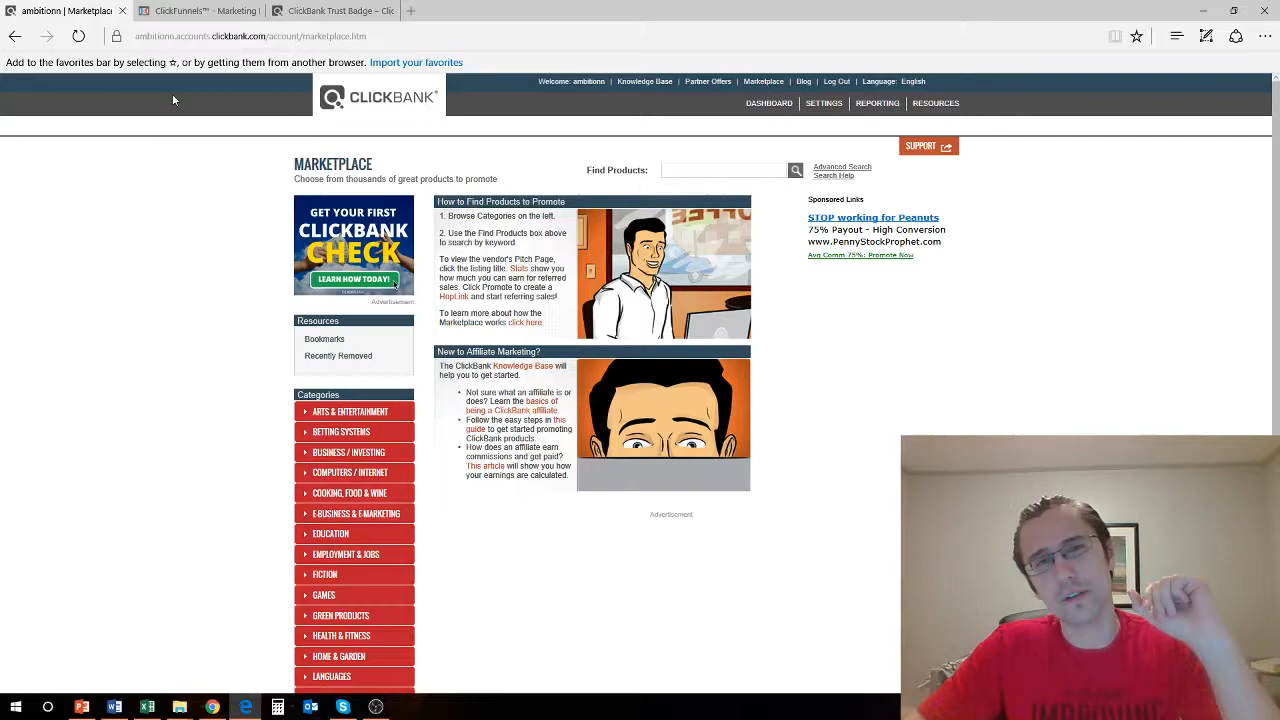 ambitionn | Marketplac
ClickFunnels™ - Marketing I
ClickBank Trust Badge – Clic
ambitionn.accounts.clickbank.com/account/marketplace.htm
Add to the favorites bar by selecting ☆, or by getting them from another browser. Import your favorites
Welcome: ambitionn | Knowledge Base | Partner Offers | Marketplace | Blog | Log Out | Language: English
CLICKBANK®
DASHBOARD | SETTINGS | REPORTING | RESOURCES
SUPPORT
MARKETPLACE
Choose from thousands of great products to promote
Find Products:
Advanced Search
Search Help
GET YOUR FIRST
CLICKBANK
CHECK
LEARN HOW TODAY!
Advertisement
Resources
Bookmarks
Recently Removed
Categories
ARTS & ENTERTAINMENT
BETTING SYSTEMS
BUSINESS / INVESTING
COMPUTERS / INTERNET
COOKING, FOOD & WINE
E-BUSINESS & E-MARKETING
EDUCATION
EMPLOYMENT & JOBS
FICTION
GAMES
GREEN PRODUCTS
HEALTH & FITNESS
HOME & GARDEN
LANGUAGES
How to Find Products to Promote
1. Browse Categories on the left.
2. Use the Find Products box above
to search by keyword.
To view the vendor's Pitch Page,
click the listing title. Stats show you
how much you can earn for referred
sales. Click Promote to create a
HopLink and start referring sales!
To learn more about how the
Marketplace works click here.
New to Affiliate Marketing?
The ClickBank Knowledge Base will
help you to get started.
• Not sure what an affiliate is or
does? Learn the basics of
being a ClickBank affiliate.
• Follow the easy steps in this
guide to get started promoting
ClickBank products.
• How does an affiliate earn
commissions and get paid?
This article will show you how
your earnings are calculated.
Advertisement
Sponsored Links
STOP working for Peanuts
75% Payout - High Conversion
www.PennyStockProphet.com
Avg Comm 75%: Promote Now